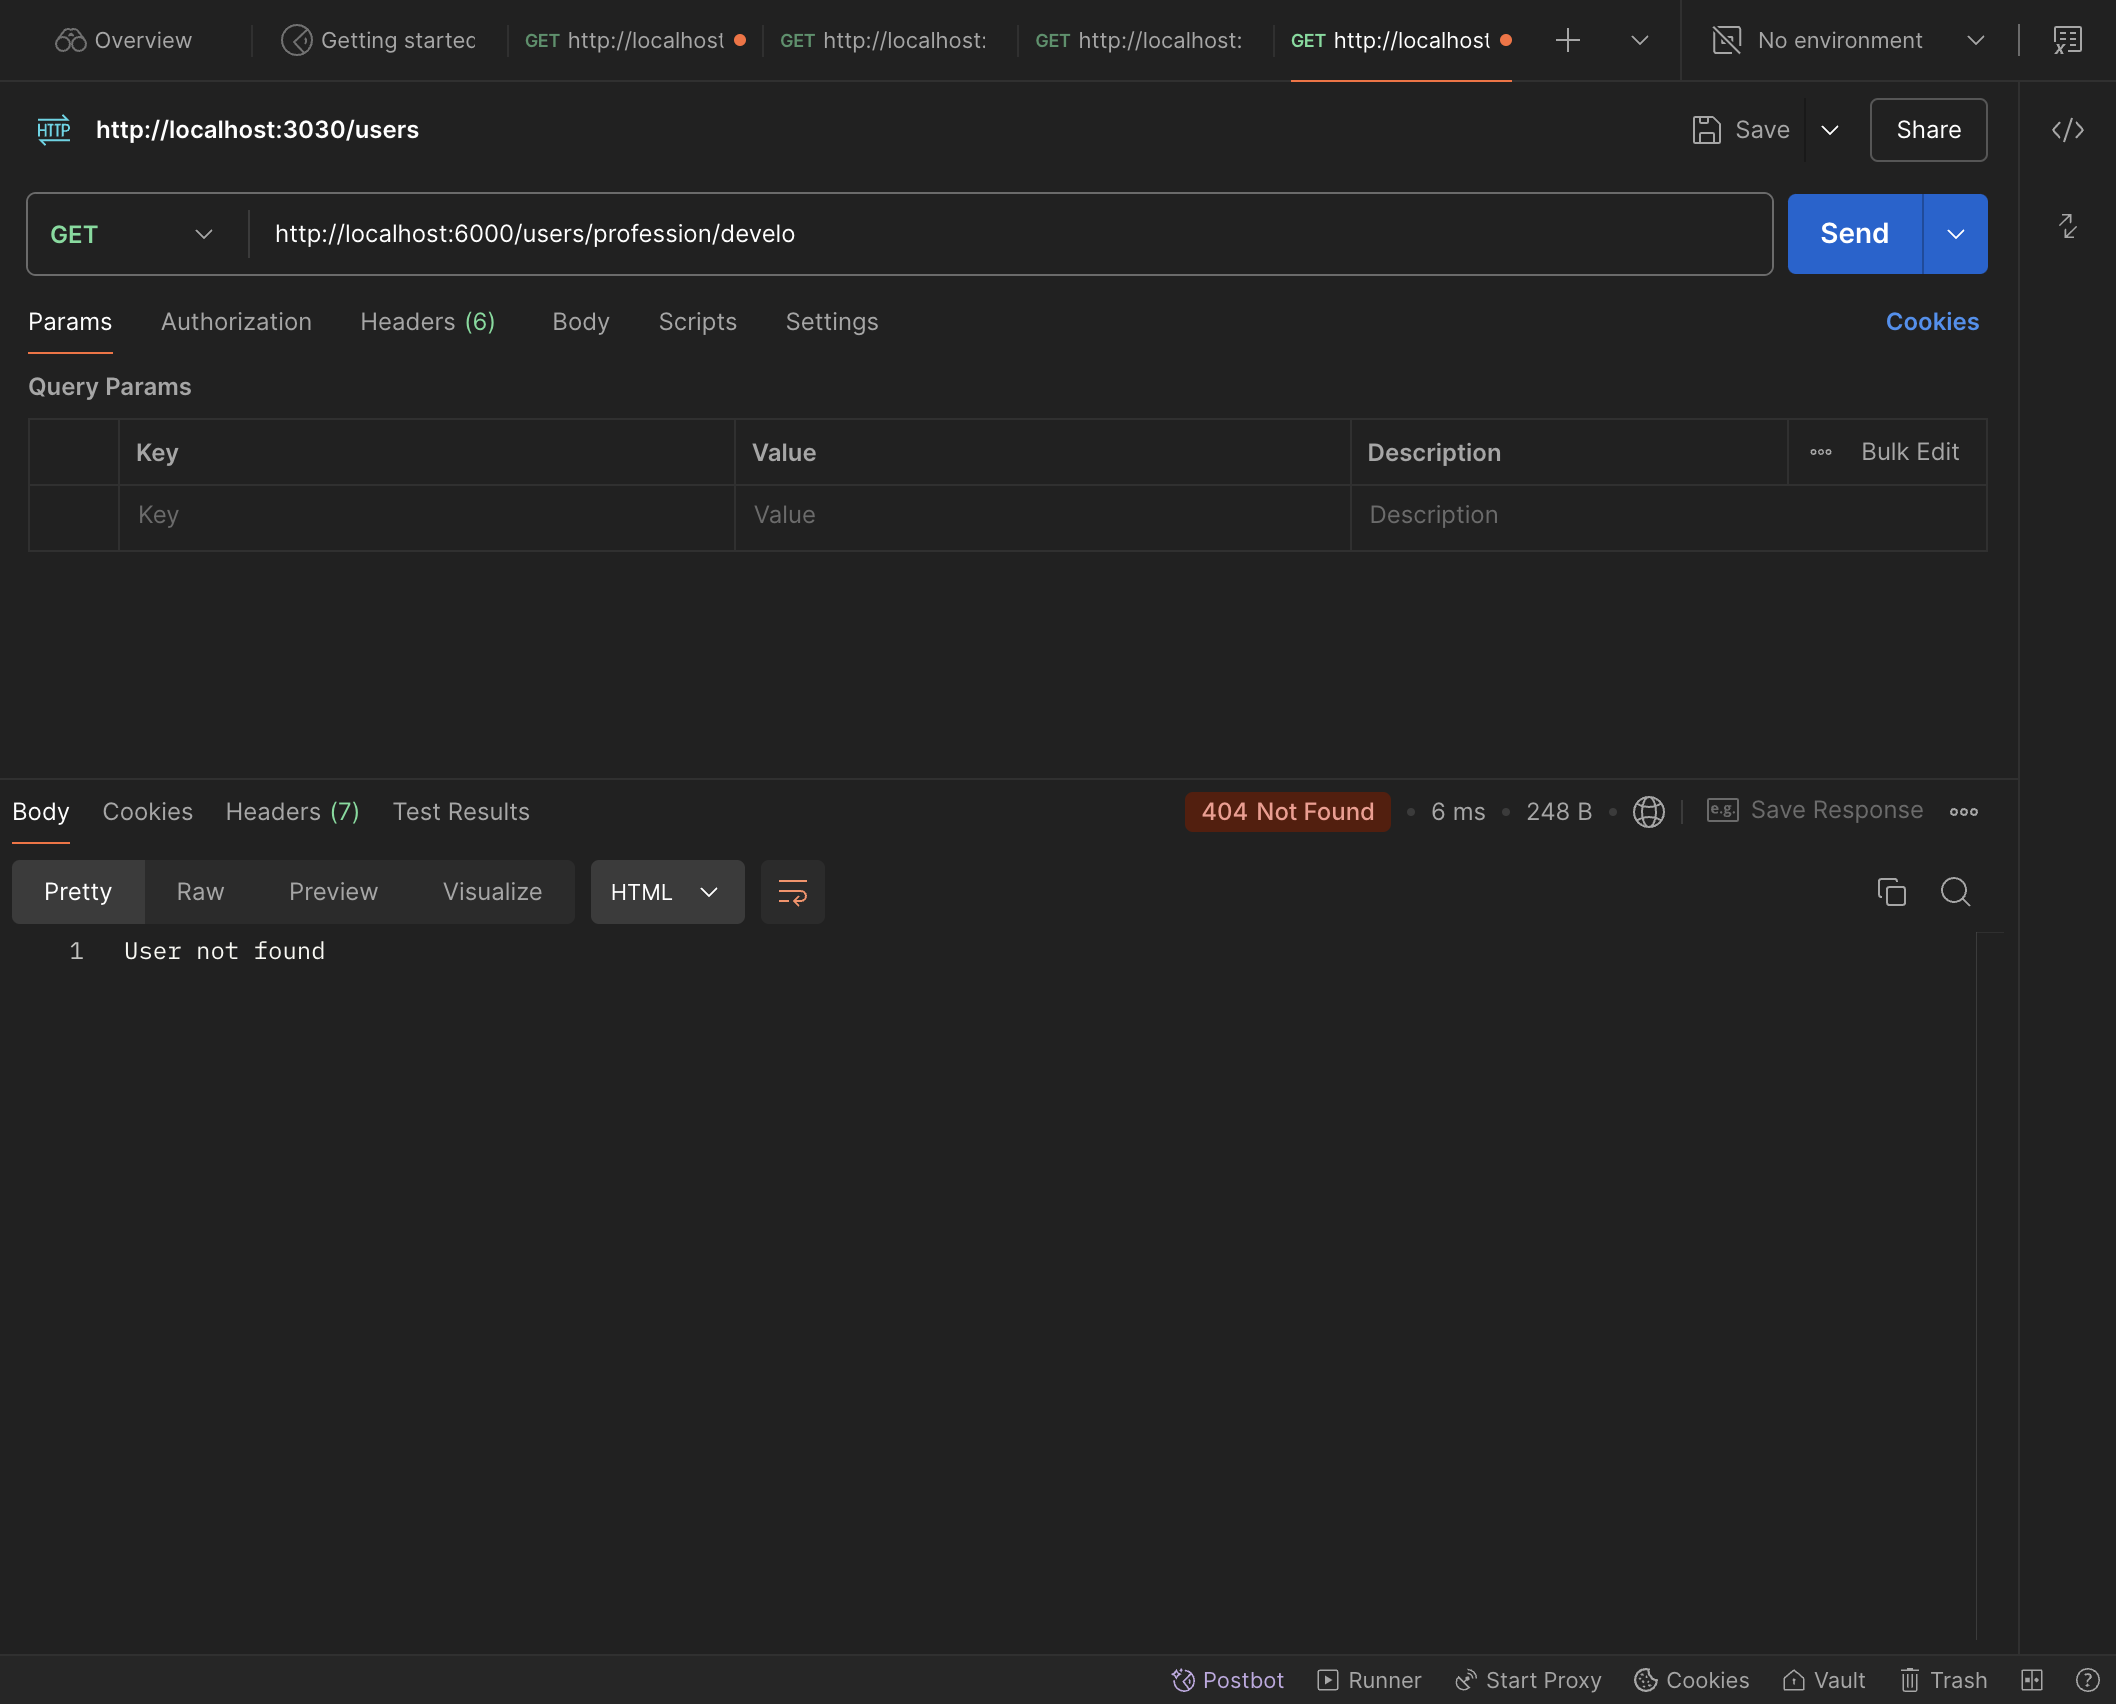 Overview Getting started GET http://localhost GET http://localhost: GET http://localhost: GET http://localhost No environment
HTTP http://localhost:3030/users Save Share
GET http://localhost:6000/users/profession/develo Send
Params Authorization Headers (6) Body Scripts Settings Cookies
Query Params
Key Value Description Bulk Edit
Key Value Description
Body Cookies Headers (7) Test Results 404 Not Found • 6 ms • 248 B • e.g. Save Response
Pretty Raw Preview Visualize HTML
1 User not found
Postbot Runner Start Proxy Cookies Vault Trash